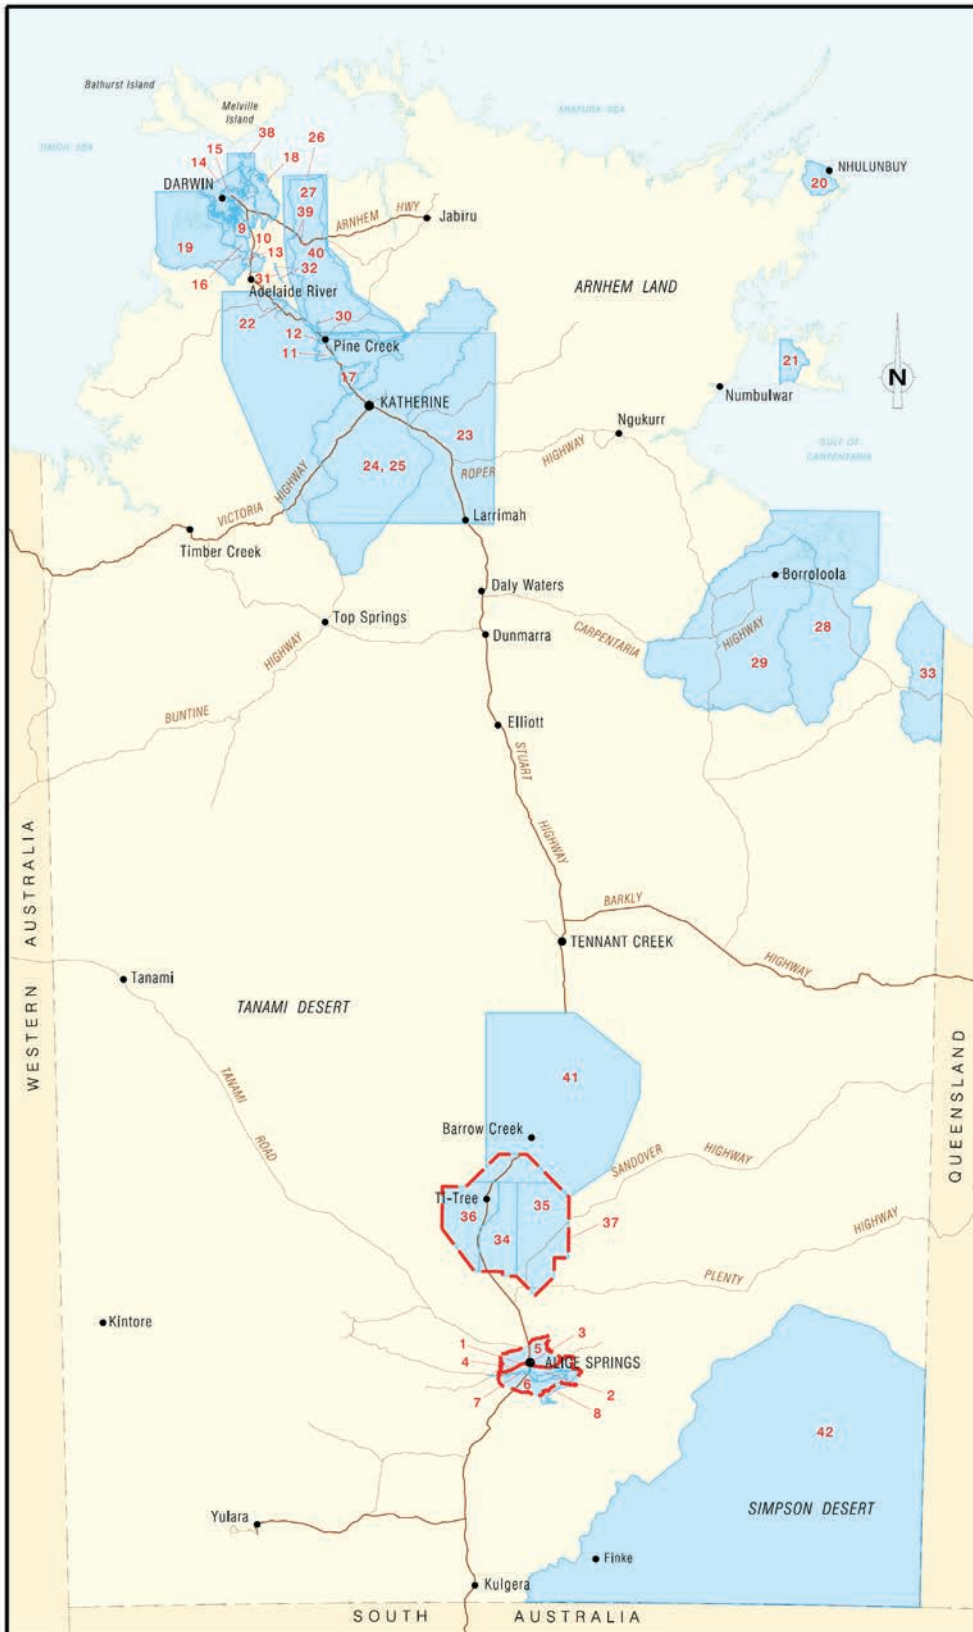 Bathurst Island
Melville
Island
ARAFURA SEA
TIMOR SEA
38
26
15
14
18
DARWIN
27
39
ARNHEM HWY
Jabiru
NHULUNBUY
20
9
10
19
13
40
32
16
31
Adelaide River
ARNHEM LAND
22
30
12
Pine Creek
11
21
17
N
Numbulwar
KATHERINE
Ngukurr
23
GULF OF
CARPENTARIA
24, 25
ROPER
HIGHWAY
VICTORIA
HIGHWAY
Larrimah
Timber Creek
Borroloola
Daly Waters
Top Springs
28
CARPENTARIA
HIGHWAY
Dunmarra
HIGHWAY
29
33
BUNTINE
Elliott
STUART
HIGHWAY
WESTERN AUSTRALIA
BARKLY
TENNANT CREEK
HIGHWAY
Tanami
TANAMI DESERT
QUEENSLAND
TANAMI
ROAD
41
Barrow Creek
SANDOVER
HIGHWAY
Ti-Tree
36
35
37
34
HIGHWAY
PLENTY
Kintore
1
5
3
4
ALICE SPRINGS
7
6
2
8
42
SIMPSON DESERT
Yulara
Finke
Kulgera
SOUTH AUSTRALIA